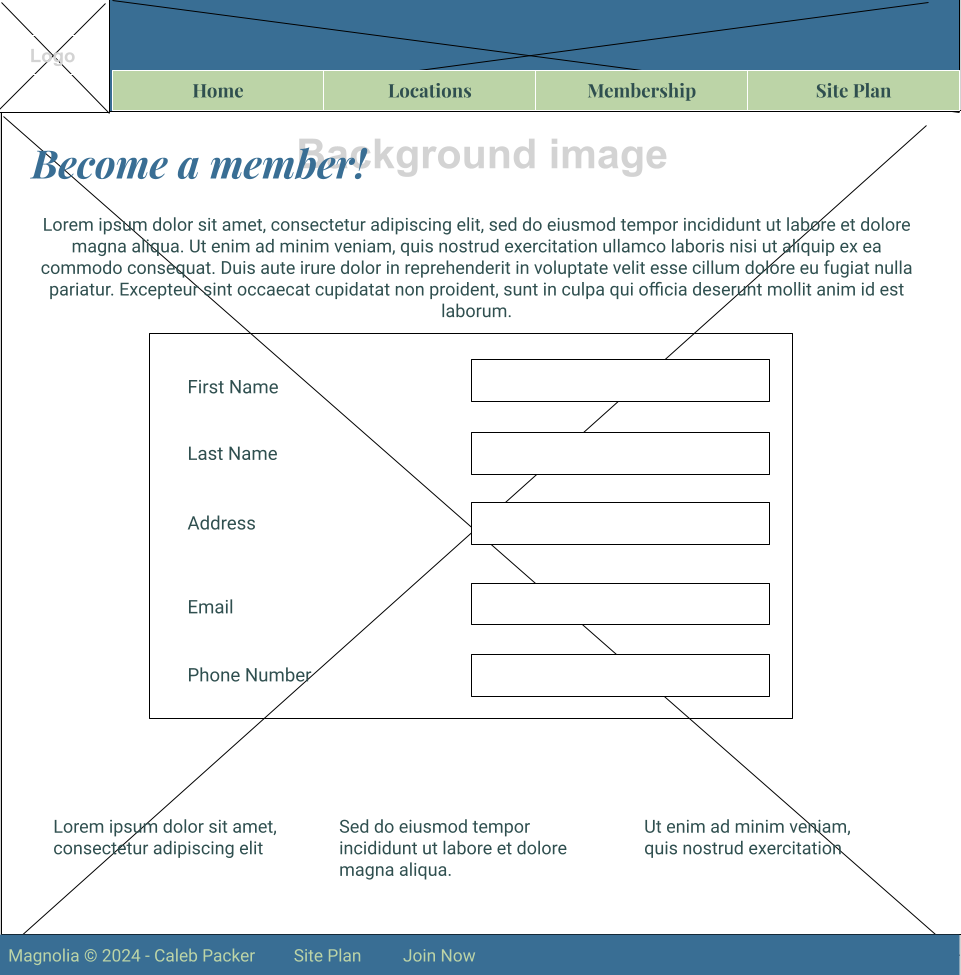 Logo
Home Locations Membership Site Plan
Background image
Become a member!
Lorem ipsum dolor sit amet, consectetur adipiscing elit, sed do eiusmod tempor incididunt ut labore et dolore
magna aliqua. Ut enim ad minim veniam, quis nostrud exercitation ullamco laboris nisi ut aliquip ex ea
commodo consequat. Duis aute irure dolor in reprehenderit in voluptate velit esse cillum dolore eu fugiat nulla
pariatur. Excepteur sint occaecat cupidatat non proident, sunt in culpa qui officia deserunt mollit anim id est
laborum.
First Name
Last Name
Address
Email
Phone Number
Lorem ipsum dolor sit amet,
consectetur adipiscing elit
Sed do eiusmod tempor
incididunt ut labore et dolore
magna aliqua.
Ut enim ad minim veniam,
quis nostrud exercitation
Magnolia © 2024 - Caleb Packer Site Plan Join Now